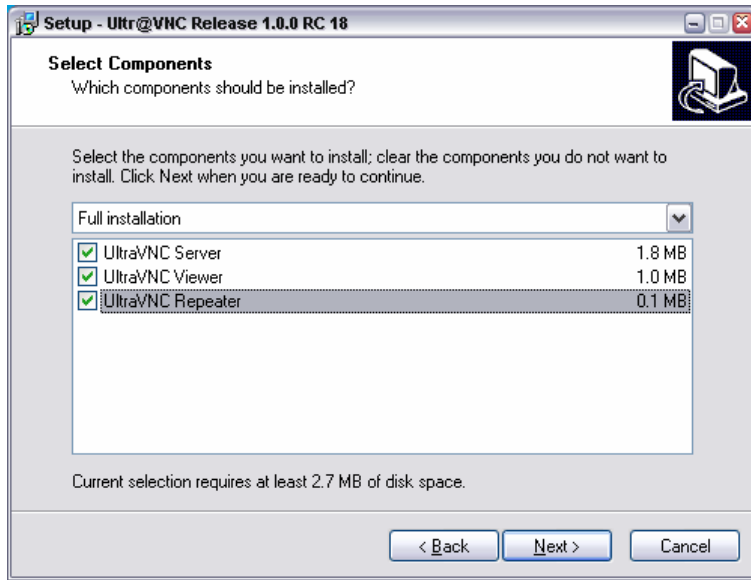 Setup - Ultr@VNC Release 1.0.0 RC 18
Select Components
Which components should be installed?
Select the components you want to install; clear the components you do not want to
install. Click Next when you are ready to continue.
Full installation
UltraVNC Server 1.8 MB
UltraVNC Viewer 1.0 MB
UltraVNC Repeater 0.1 MB
Current selection requires at least 2.7 MB of disk space.
< Back Next > Cancel